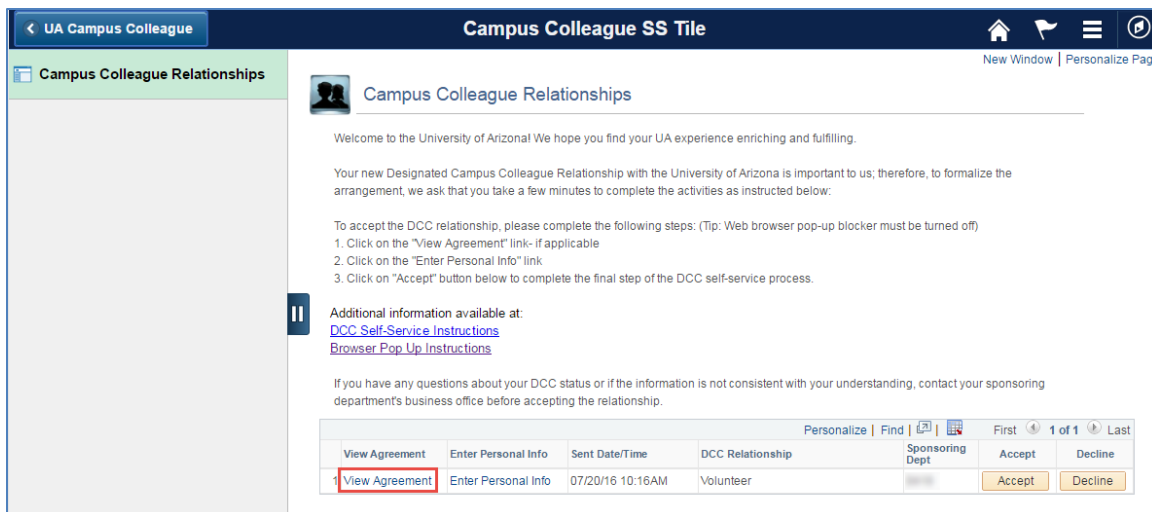 UA Campus Colleague
Campus Colleague SS Tile
New Window | Personalize Pag
Campus Colleague Relationships
Campus Colleague Relationships
Welcome to the University of Arizona! We hope you find your UA experience enriching and fulfilling.
Your new Designated Campus Colleague Relationship with the University of Arizona is important to us; therefore, to formalize the
arrangement, we ask that you take a few minutes to complete the activities as instructed below:
To accept the DCC relationship, please complete the following steps: (Tip: Web browser pop-up blocker must be turned off)
1. Click on the "View Agreement" link- if applicable
2. Click on the "Enter Personal Info" link
3. Click on "Accept" button below to complete the final step of the DCC self-service process.
Additional information available at:
DCC Self-Service Instructions
Browser Pop Up Instructions
If you have any questions about your DCC status or if the information is not consistent with your understanding, contact your sponsoring
department's business office before accepting the relationship.
Personalize | Find | | First 1 of 1 Last
View Agreement Enter Personal Info Sent Date/Time DCC Relationship Sponsoring Dept Accept Decline
1 View Agreement Enter Personal Info 07/20/16 10:16AM Volunteer Accept Decline